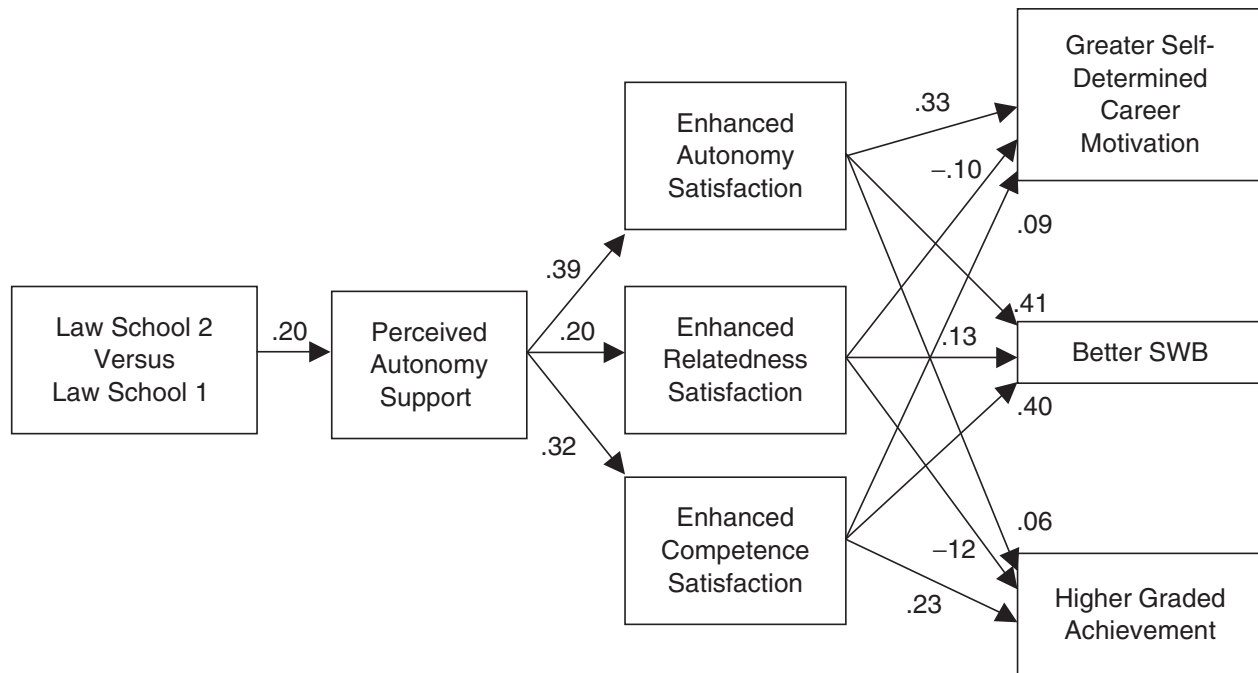 Law School 2
Versus
Law School 1
.20
Perceived
Autonomy
Support
.39
.20
.32
Enhanced
Autonomy
Satisfaction
Enhanced
Relatedness
Satisfaction
Enhanced
Competence
Satisfaction
.33
−.10
.09
.41
.13
.40
.06
−12
.23
Greater Self-
Determined
Career
Motivation
Better SWB
Higher Graded
Achievement